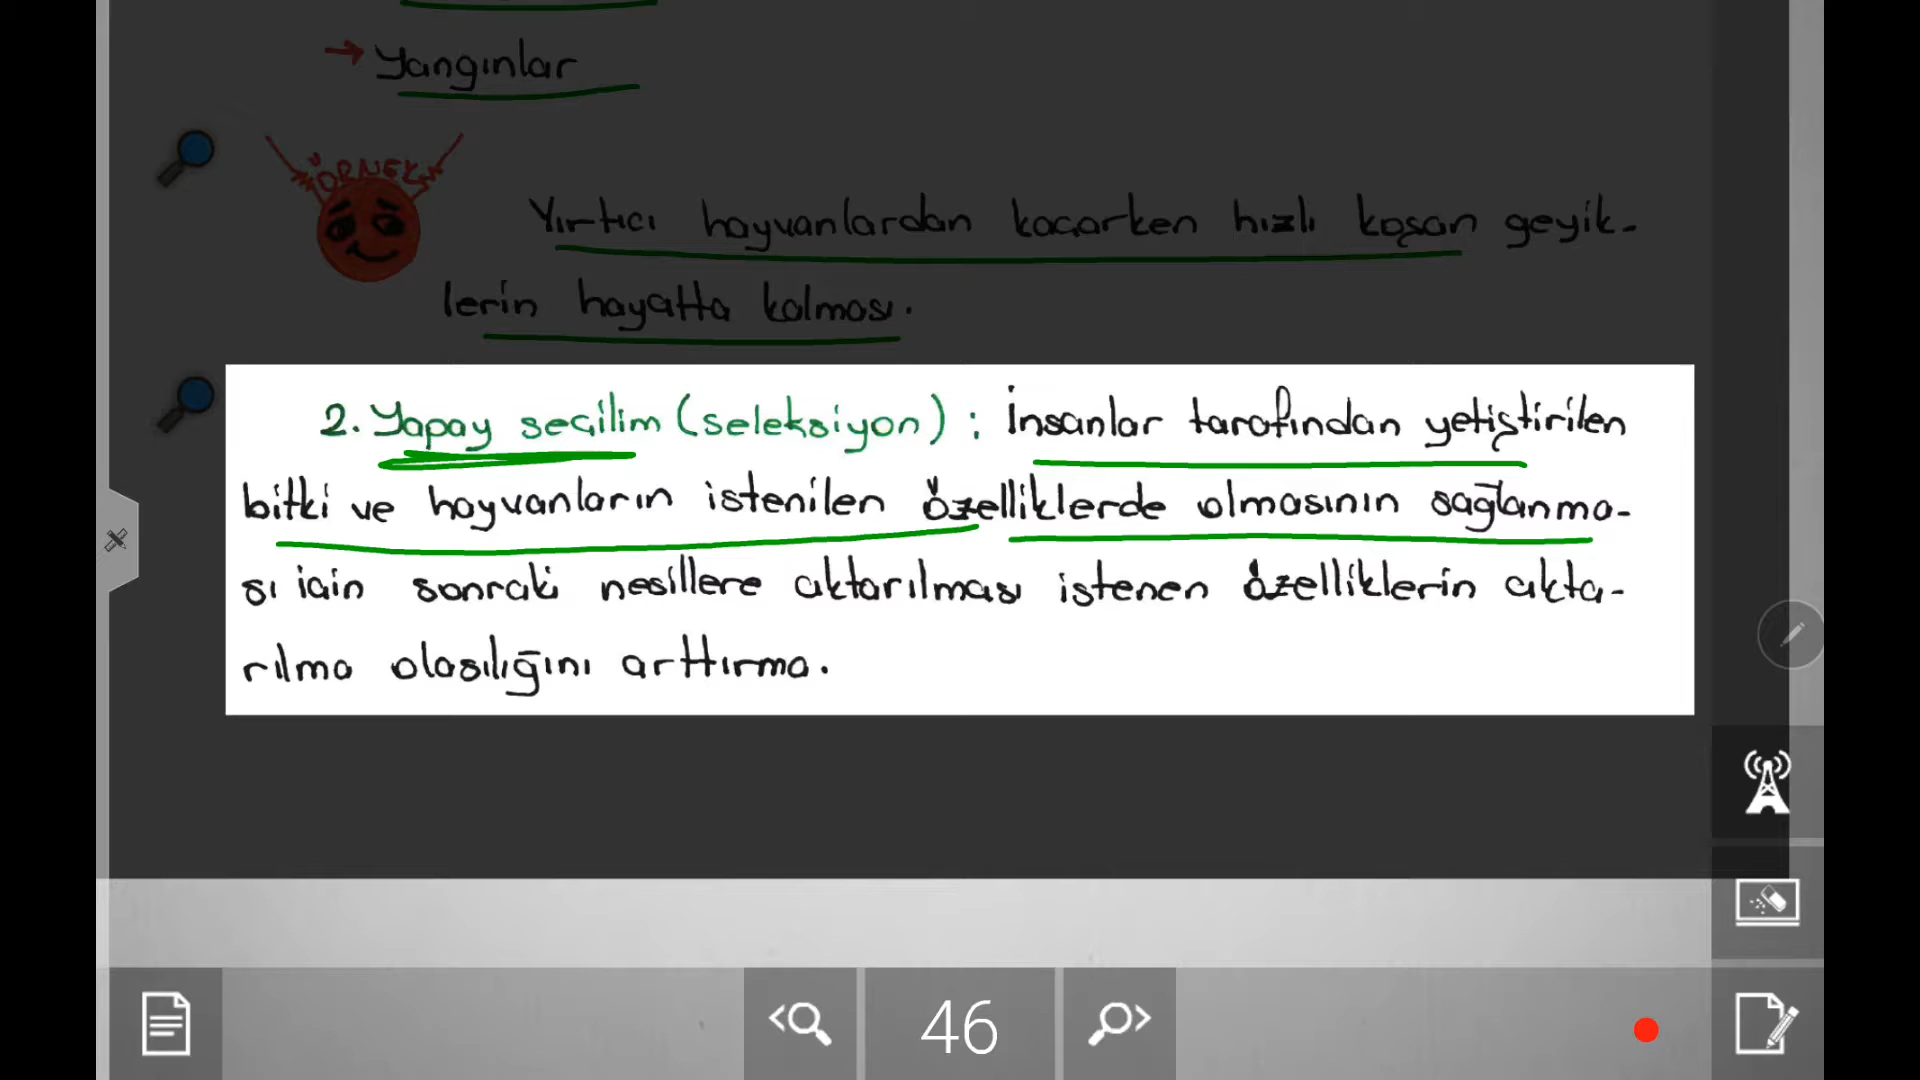 → Yangınlar
ÖRNEK
Yırtıcı hayvanlardan kaçarken hızlı koşan geyik-
lerin hayatta kalması.
2. Yapay seçilim (seleksiyon) : İnsanlar tarafından yetiştirilen
bitki ve hayvanların istenilen özelliklerde olmasının sağlanma-
sı için sonraki nesillere aktarılması istenen özelliklerin akta-
rılma olasılığını arttırma.
46